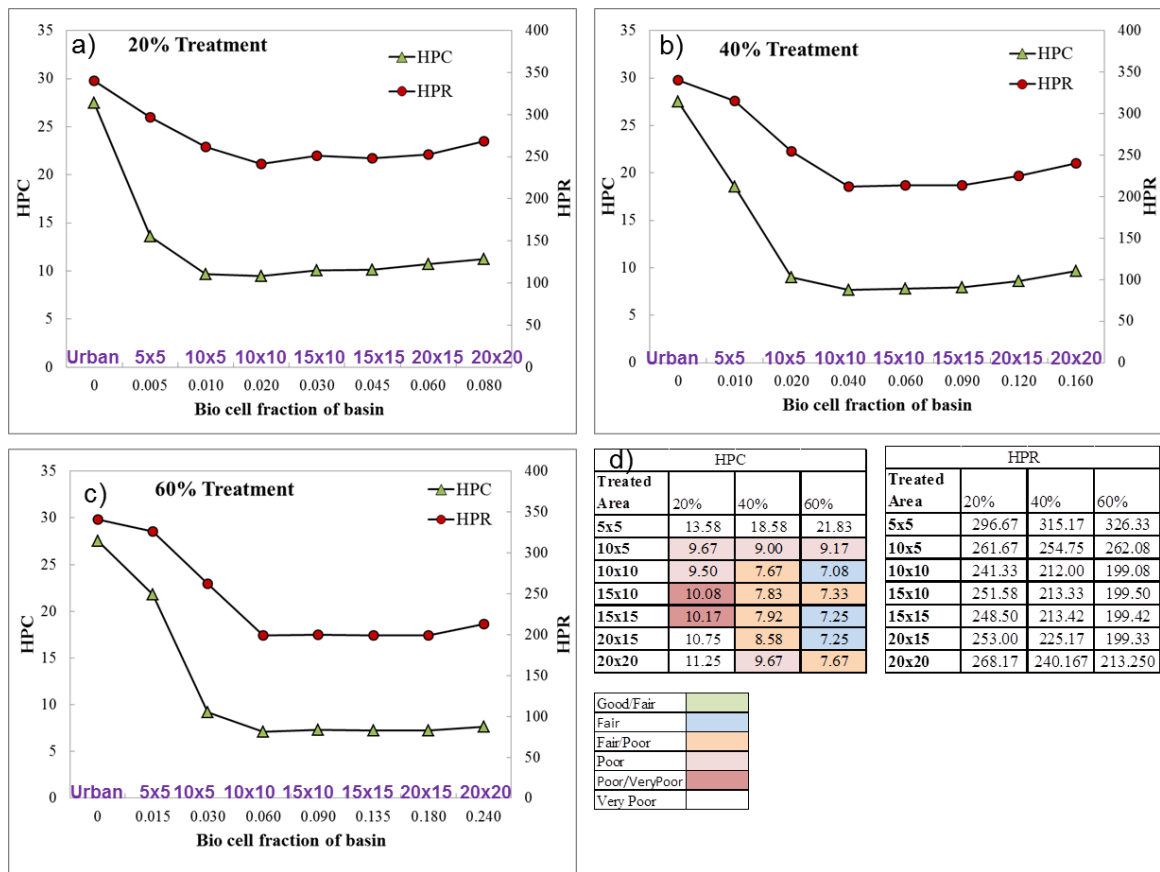 a)
20% Treatment
HPC
HPR
35
30
25
20
15
10
5
0
HPC
400
350
300
250
200
150
100
50
0
HPR
Urban 5x5 10x5 10x10 15x10 15x15 20x15 20x20
0 0.005 0.010 0.020 0.030 0.045 0.060 0.080
Bio cell fraction of basin
b)
40% Treatment
HPC
HPR
35
30
25
20
15
10
5
0
HPC
400
350
300
250
200
150
100
50
0
HPR
Urban 5x5 10x5 10x10 15x10 15x15 20x15 20x20
0 0.010 0.020 0.040 0.060 0.090 0.120 0.160
Bio cell fraction of basin
c)
60% Treatment
HPC
HPR
35
30
25
20
15
10
5
0
HPC
400
350
300
250
200
150
100
50
0
HPR
Urban 5x5 10x5 10x10 15x10 15x15 20x15 20x20
0 0.015 0.030 0.060 0.090 0.135 0.180 0.240
Bio cell fraction of basin
d)
HPC
Treated
Area 20% 40% 60%
5x5 13.58 18.58 21.83
10x5 9.67 9.00 9.17
10x10 9.50 7.67 7.08
15x10 10.08 7.83 7.33
15x15 10.17 7.92 7.25
20x15 10.75 8.58 7.25
20x20 11.25 9.67 7.67
HPR
Treated
Area 20% 40% 60%
5x5 296.67 315.17 326.33
10x5 261.67 254.75 262.08
10x10 241.33 212.00 199.08
15x10 251.58 213.33 199.50
15x15 248.50 213.42 199.42
20x15 253.00 225.17 199.33
20x20 268.17 240.167 213.250
Good/Fair
Fair
Fair/Poor
Poor
Poor/VeryPoor
Very Poor